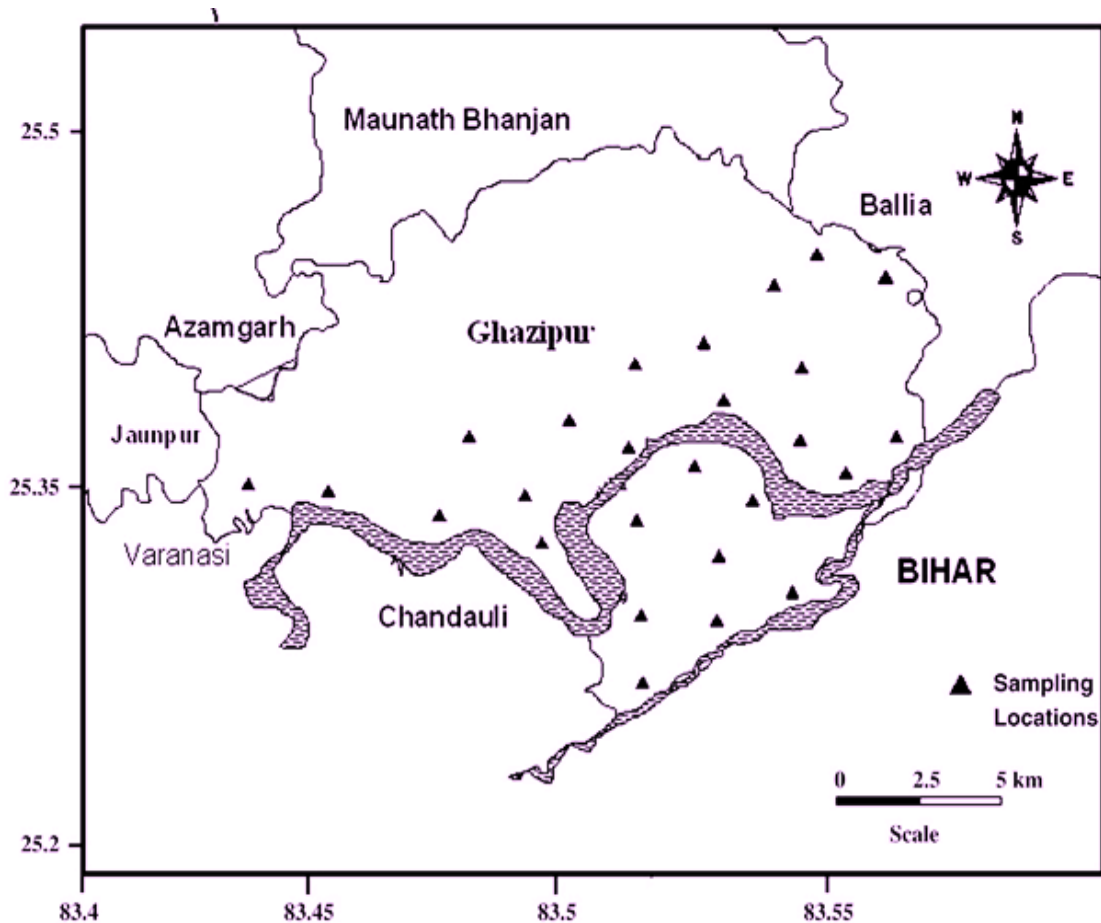 25.5
25.35
25.2
83.4
83.45
83.5
83.55
Maunath Bhanjan
Ballia
N
W
E
S
Azamgarh
Ghazipur
Jaunpur
Varanasi
Chandauli
BIHAR
Sampling
Locations
0 2.5 5 km
Scale